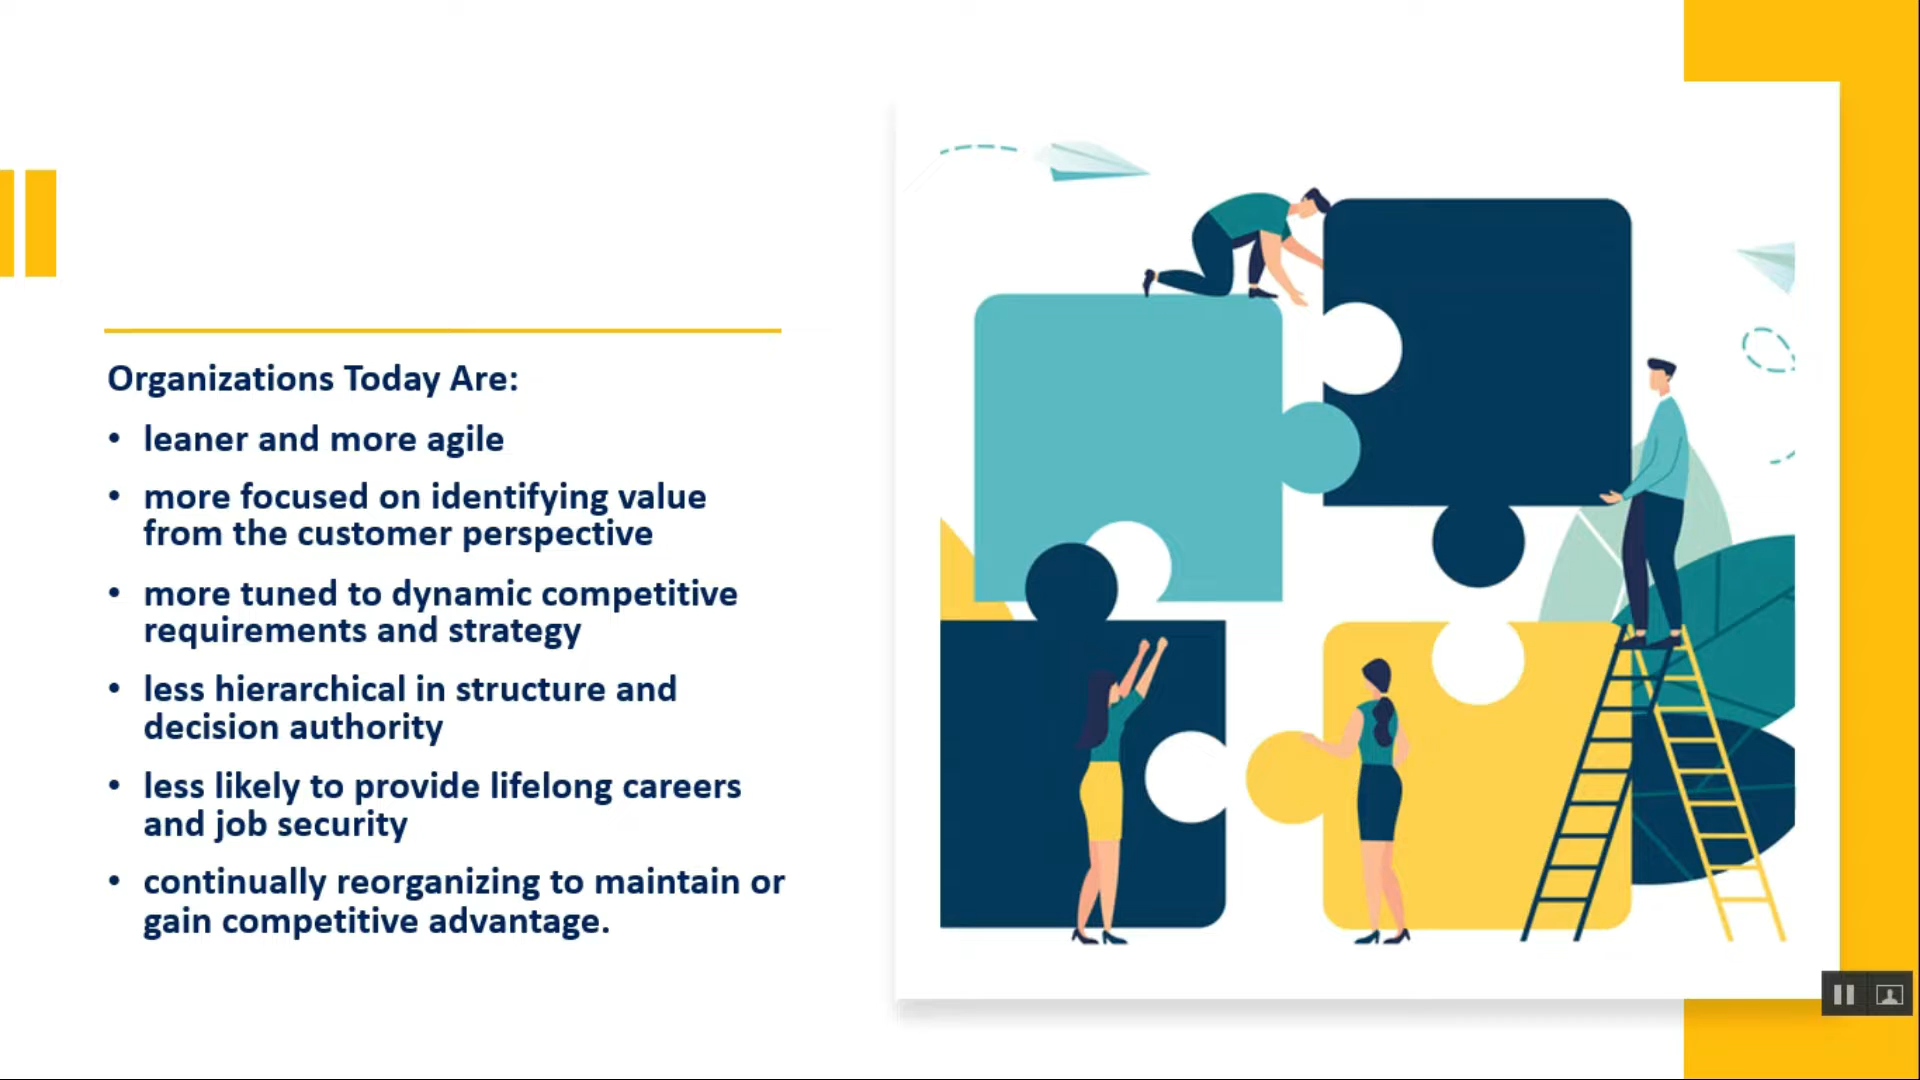 Organizations Today Are:
• leaner and more agile
• more focused on identifying value
from the customer perspective
• more tuned to dynamic competitive
requirements and strategy
• less hierarchical in structure and
decision authority
• less likely to provide lifelong careers
and job security
• continually reorganizing to maintain or
gain competitive advantage.